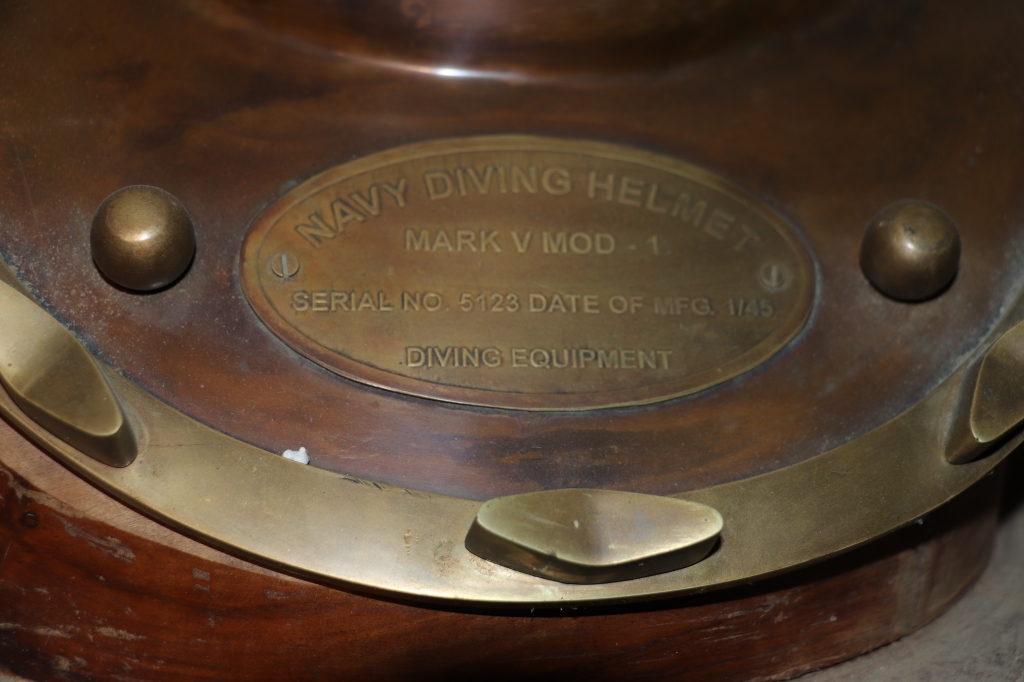 NAVY DIVING HELMET
MARK V MOD - 1
SERIAL NO. 5123 DATE OF MFG. 1/45
DIVING EQUIPMENT